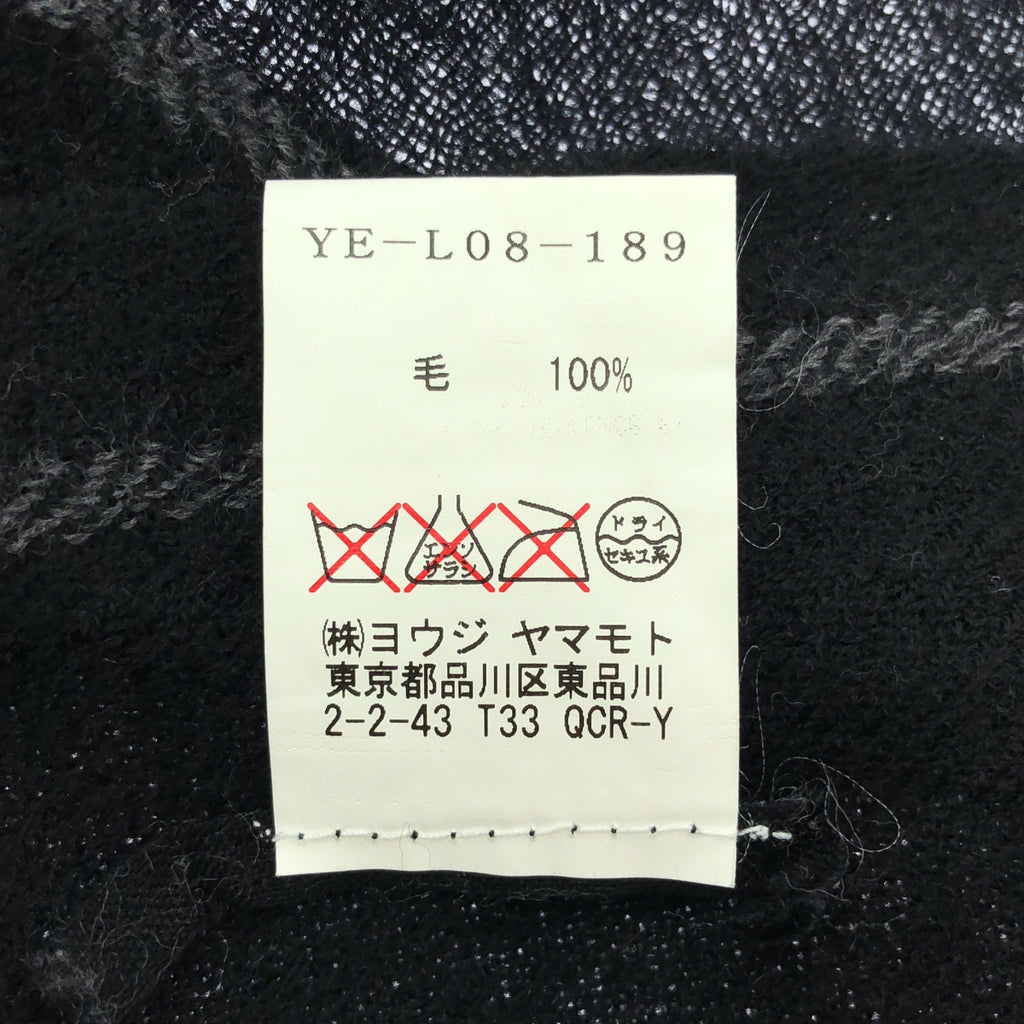 YE-L08-189
毛 100%
エンソ
サラシ
ドライ
セキユ系
㈱ヨウジ ヤマモト
東京都品川区東品川
2-2-43 T33 QCR-Y